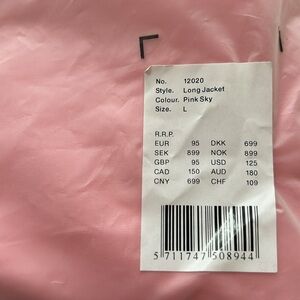 No. 12020
Style. Long Jacket
Colour. Pink Sky
Size. L
R.R.P.
EUR 95 DKK 699
SEK 899 NOK 899
GBP 95 USD 125
CAD 150 AUD 180
CNY 699 CHF 109
5 711747 508944